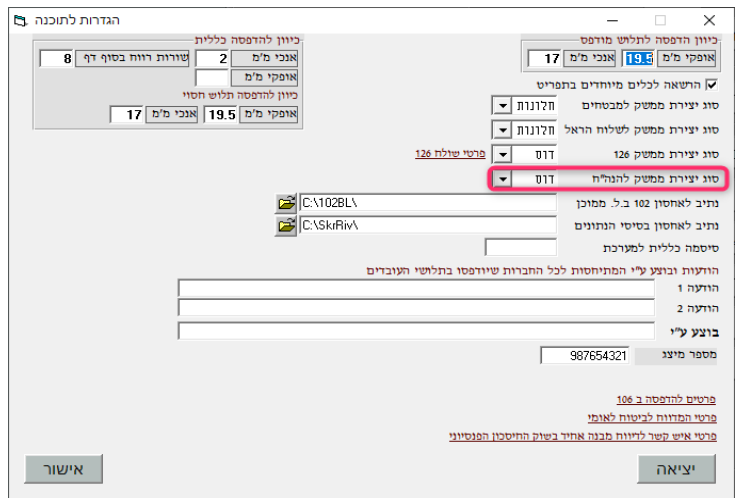 הגדרות לתוכנה
כיוון הדפסה לתלוש מודפס
אופקי מ"מ 19.5 אנכי מ"מ 17
כיוון להדפסה כללית
אנכי מ"מ 2 שורות רווח בסוף דף 8
אופקי מ"מ
כיוון להדפסה תלוש חסוי
אופקי מ"מ 19.5 אנכי מ"מ 17
הרשאה לכלים מיוחדים בתפריט
סוג יצירת ממשק למבטחים חלונות
סוג יצירת ממשק לשלוח הראל חלונות
סוג יצירת ממשק 126 דוס פרטי שולח 126
סוג יצירת ממשק להנה"ח דוס
נתיב לאחסון 102 ב.ל. ממוכן C:\102BL\
נתיב לאחסון בסיסי הנתונים C:\SkrRiv\
סיסמה כללית למערכת
הודעות ובוצע ע"י המתיחסות לכל החברות שיודפסו בתלושי העובדים
הודעה 1
הודעה 2
בוצע ע"י
מספר מיצג 987654321
פרטים להדפסה ב 106
פרטי המדווח לביטוח לאומי
פרטי איש קשר לדיווח מבנה אחיד בשוק החיסכון הפנסיוני
יציאה
אישור